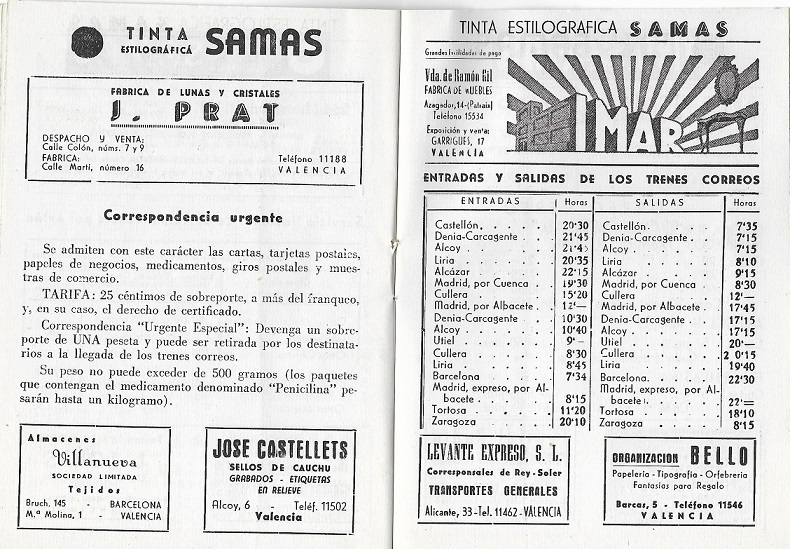 TINTA
ESTILOGRÁFICA
SAMAS
FABRICA DE LUNAS Y CRISTALES
J. PRAT
DESPACHO Y VENTA:
Calle Colón, núms. 7 y 9
FABRICA:
Calle Martí, número 16
Teléfono 11188
VALENCIA
Correspondencia urgente
Se admiten con este carácter las cartas, tarjetas postales,
papeles de negocios, medicamentos, giros postales y mues-
tras de comercio.
TARIFA: 25 céntimos de sobreporte, a más del franqueo,
y, en su caso, el derecho de certificado.
Correspondencia "Urgente Especial": Devenga un sobre-
porte de UNA peseta y puede ser retirada por los destinata-
rios a la llegada de los trenes correos.
Su peso no puede exceder de 500 gramos (los paquetes
que contengan el medicamento denominado "Penicilina" pe-
sarán hasta un kilogramo).
Almacenes
Villanueva
SOCIEDAD LIMITADA
Tejidos
Bruch, 145 - BARCELONA
M.ª Molina, 1 - VALENCIA
JOSE CASTELLETS
SELLOS DE CAUCHU
GRABADOS - ETIQUETAS
EN RELIEVE
Alcoy, 6 - Teléf. 11502
Valencia
TINTA ESTILOGRAFICA SAMAS
Grandes facilidades de pago
Vda. de Ramón Gil
FABRICA DE MUEBLES
Azagador, 14-(Patraix)
Teléfono 15534
Exposición y venta:
GARRIGUES, 17
VALENCIA
IMAR
ENTRADAS Y SALIDAS DE LOS TRENES CORREOS
ENTRADAS Horas
Castellón. . . . . 20'30
Denia-Carcagente . . . 21'45
Alcoy . . . . . 21'45
Liria . . . . . 20'35
Alcázar . . . . . 22'15
Madrid, por Cuenca . . 19'30
Cullera . . . . . 15'20
Madrid, por Albacete . . 12'—
Denia-Carcagente . . . 10'30
Alcoy . . . . . 10'40
Utiel . . . . . 9'-
Cullera . . . . . 8'30
Liria . . . . . 8'45
Barcelona . . . . 7'34
Madrid, expreso, por Al-
bacete . . . . . 8'15
Tortosa . . . . . 11'20
Zaragoza . . . . 20'10
SALIDAS Horas
Castellón. . . . . 7'35
Denia-Carcagente . . . 7'15
Alcoy . . . . . 7'15
Liria . . . . . 8'10
Alcázar . . . . . 9'15
Madrid, por Cuenca . . 8'30
Cullera . . . . . 12'—
Madrid, por Albacete . . 17'45
Denia-Carcagente . . . 17'15
Alcoy . . . . . 17'15
Utiel . . . . . 20'—
Cullera . . . . . 20'15
Liria . . . . . 19'40
Barcelona. . . . . 22'30
Madrid, expreso, por Al-
bacete . . . . . 22'=
Tortosa . . . . . 18'10
Zaragoza . . . . 8'15
LEVANTE EXPRESO, S. L.
Corresponsales de Rey-Soler
TRANSPORTES GENERALES
Alicante, 33-Tel. 11462-VALENCIA
ORGANIZACION BELLO
Papelería - Tipografía - Orfebrería
Fantasías para Regalo
Barcas, 5 - Teléfono 11546
VALENCIA